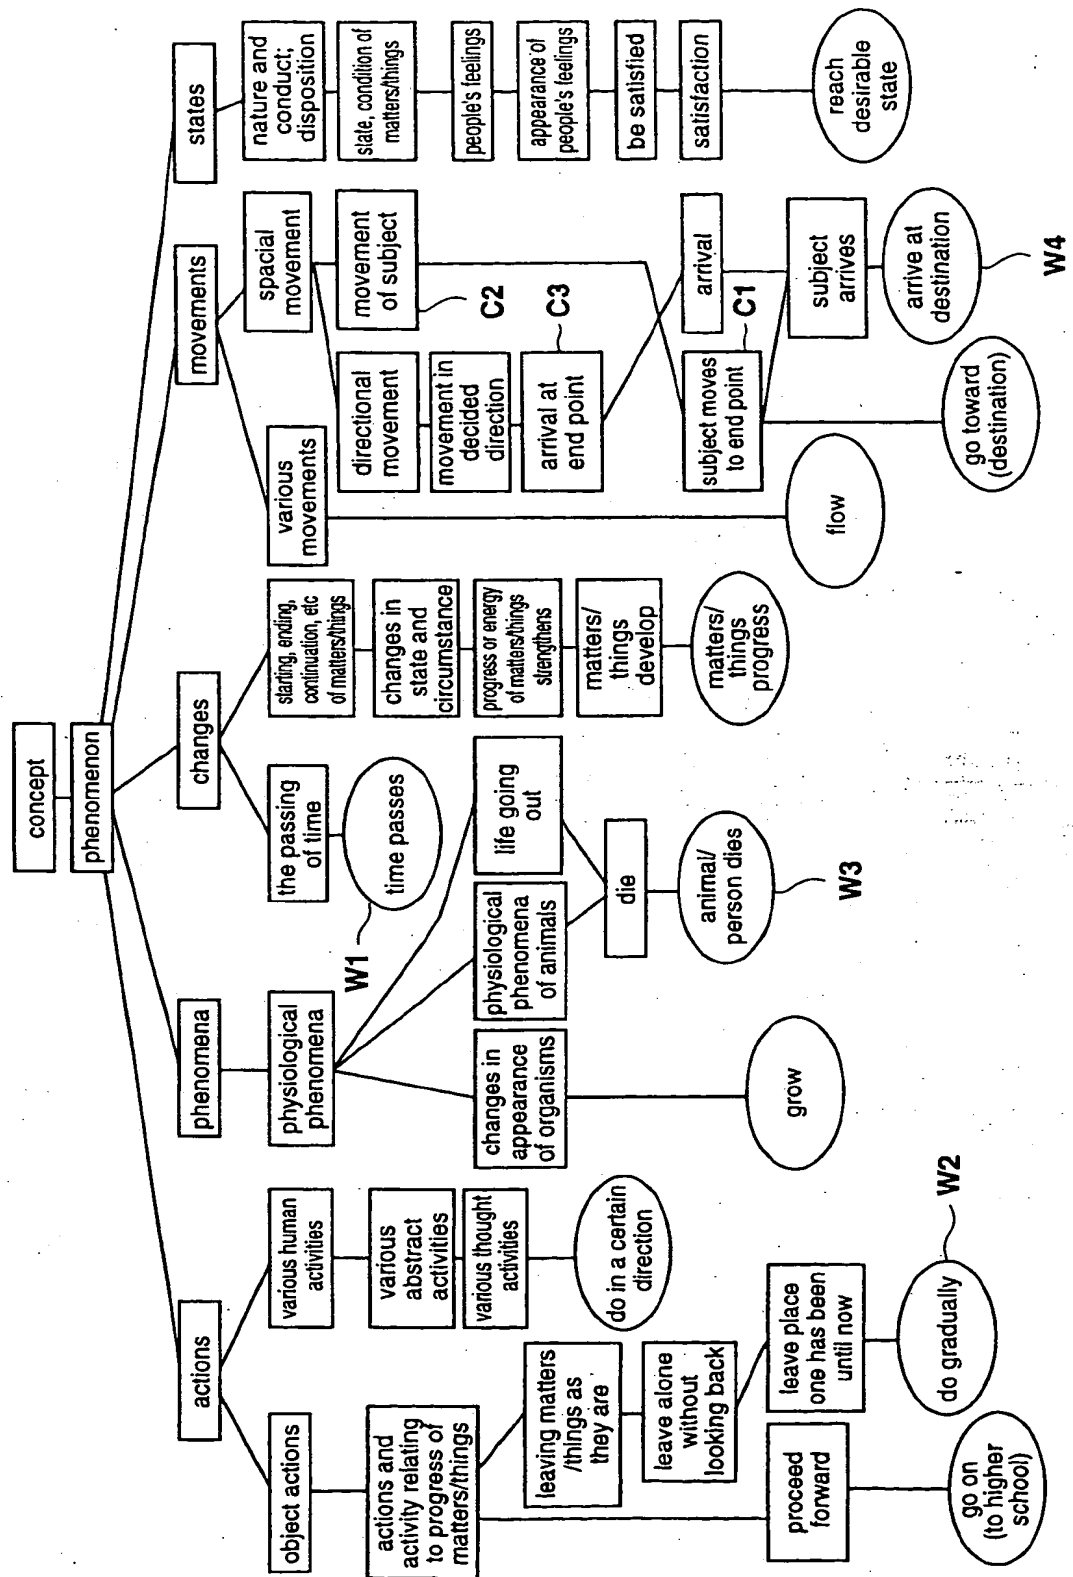 concept
phenomenon
actions
phenomena
changes
movements
states
object actions
various human
activities
physiological
phenomena
the passing
of time
starting, ending,
continuation, etc
of matters/things
various
movements
spacial
movement
nature and
conduct;
disposition
actions and
activity relating
to progress of
matters/things
various
abstract
activities
W1
time passes
changes in
state and
circumstance
directional
movement
movement
of subject
C2
state, condition of
matters/things
various thought
activities
changes in
appearance
of organisms
physiological
phenomena
of animals
life going
out
progress or energy
of matters/things
strengthens
movement in
decided
direction
people's feelings
leaving matters
/things as
they are
do in a certain
direction
die
matters/
things
develop
arrival at
end point
C3
appearance of
people's feelings
leave alone
without
looking back
animal/
person dies
W3
matters/
things
progress
subject moves
to end point
C1
arrival
be satisfied
satisfaction
proceed
forward
leave place
one has been
until now
grow
flow
subject
arrives
reach
desirable
state
go on
(to higher
school)
do gradually
W2
go toward
(destination)
arrive at
destination
W4